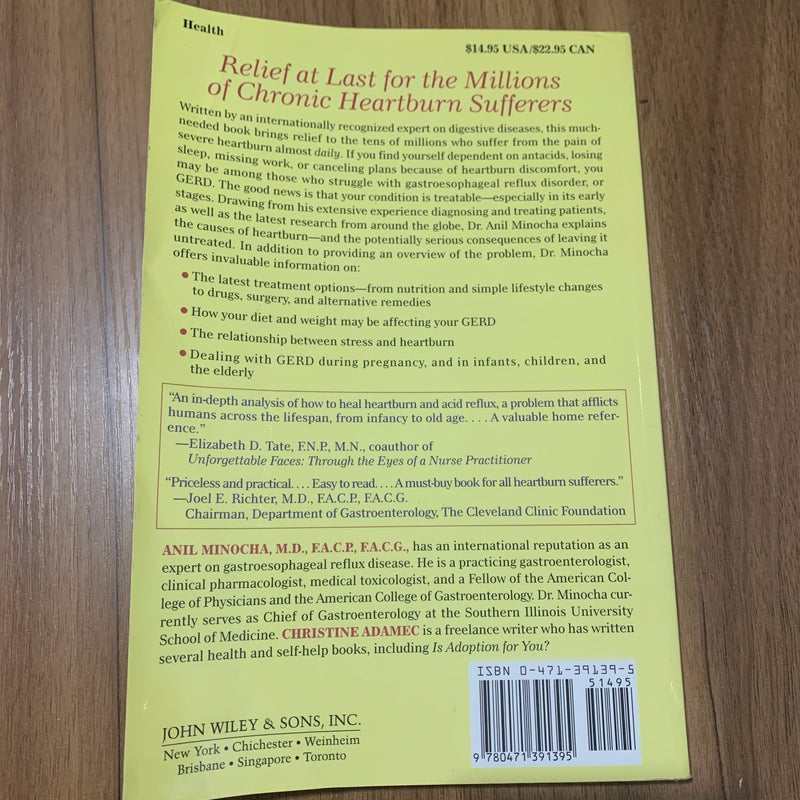 Health
$14.95 USA/$22.95 CAN
Relief at Last for the Millions
of Chronic Heartburn Sufferers
Written by an internationally recognized expert on digestive diseases, this much-
needed book brings relief to the tens of millions who suffer from the pain of
severe heartburn almost daily. If you find yourself dependent on antacids, losing
sleep, missing work, or canceling plans because of heartburn discomfort, you
may be among those who struggle with gastroesophageal reflux disorder, or
GERD. The good news is that your condition is treatable—especially in its early
stages. Drawing from his extensive experience diagnosing and treating patients,
as well as the latest research from around the globe, Dr. Anil Minocha explains
the causes of heartburn—and the potentially serious consequences of leaving it
untreated. In addition to providing an overview of the problem, Dr. Minocha
offers invaluable information on:
• The latest treatment options—from nutrition and simple lifestyle changes
to drugs, surgery, and alternative remedies
• How your diet and weight may be affecting your GERD
• The relationship between stress and heartburn
• Dealing with GERD during pregnancy, and in infants, children, and
the elderly
"An in-depth analysis of how to heal heartburn and acid reflux, a problem that afflicts
humans across the lifespan, from infancy to old age. . . . A valuable home refer-
ence."
—Elizabeth D. Tate, F.N.P., M.N., coauthor of
Unforgettable Faces: Through the Eyes of a Nurse Practitioner
"Priceless and practical. . . . Easy to read. . . . A must-buy book for all heartburn sufferers."
—Joel E. Richter, M.D., F.A.C.P., F.A.C.G.
Chairman, Department of Gastroenterology, The Cleveland Clinic Foundation
ANIL MINOCHA, M.D., F.A.C.P., F.A.C.G., has an international reputation as an
expert on gastroesophageal reflux disease. He is a practicing gastroenterologist,
clinical pharmacologist, medical toxicologist, and a Fellow of the American Col-
lege of Physicians and the American College of Gastroenterology. Dr. Minocha cur-
rently serves as Chief of Gastroenterology at the Southern Illinois University
School of Medicine. CHRISTINE ADAMEC is a freelance writer who has written
several health and self-help books, including Is Adoption for You?
ISBN 0-471-39139-5
51495
9 780471 391395
JOHN WILEY & SONS, INC.
New York • Chichester • Weinheim
Brisbane • Singapore • Toronto